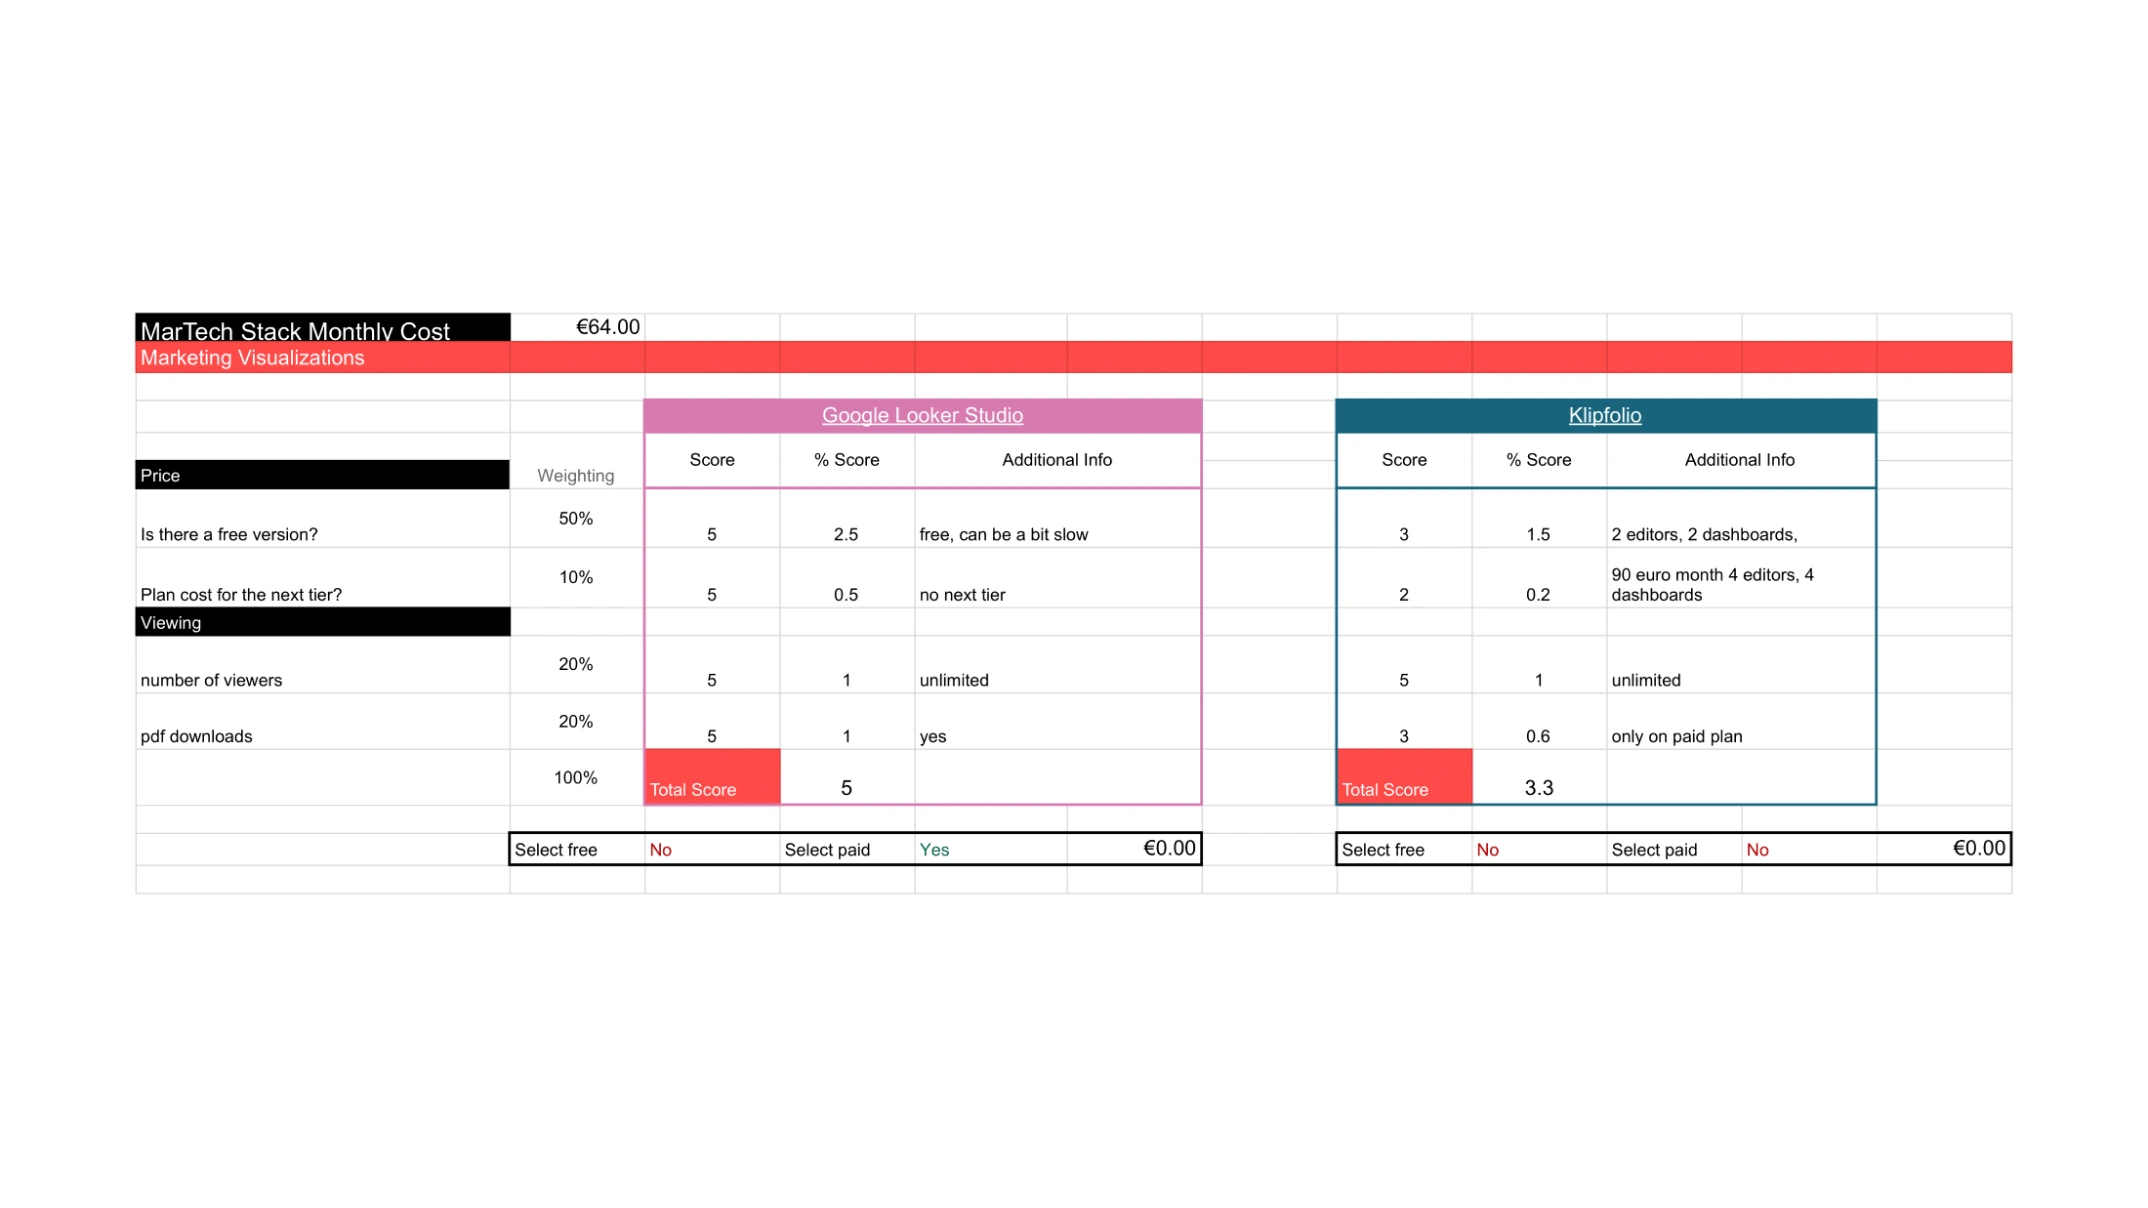 MarTech Stack Monthly Cost €64.00
Marketing Visualizations
Google Looker Studio Klipfolio
Score % Score Additional Info Score % Score Additional Info
Price Weighting
Is there a free version? 50% 5 2.5 free, can be a bit slow 3 1.5 2 editors, 2 dashboards,
Plan cost for the next tier? 10% 5 0.5 no next tier 2 0.2 90 euro month 4 editors, 4
dashboards
Viewing
number of viewers 20% 5 1 unlimited 5 1 unlimited
pdf downloads 20% 5 1 yes 3 0.6 only on paid plan
100% Total Score 5 Total Score 3.3
Select free No Select paid Yes €0.00 Select free No Select paid No €0.00